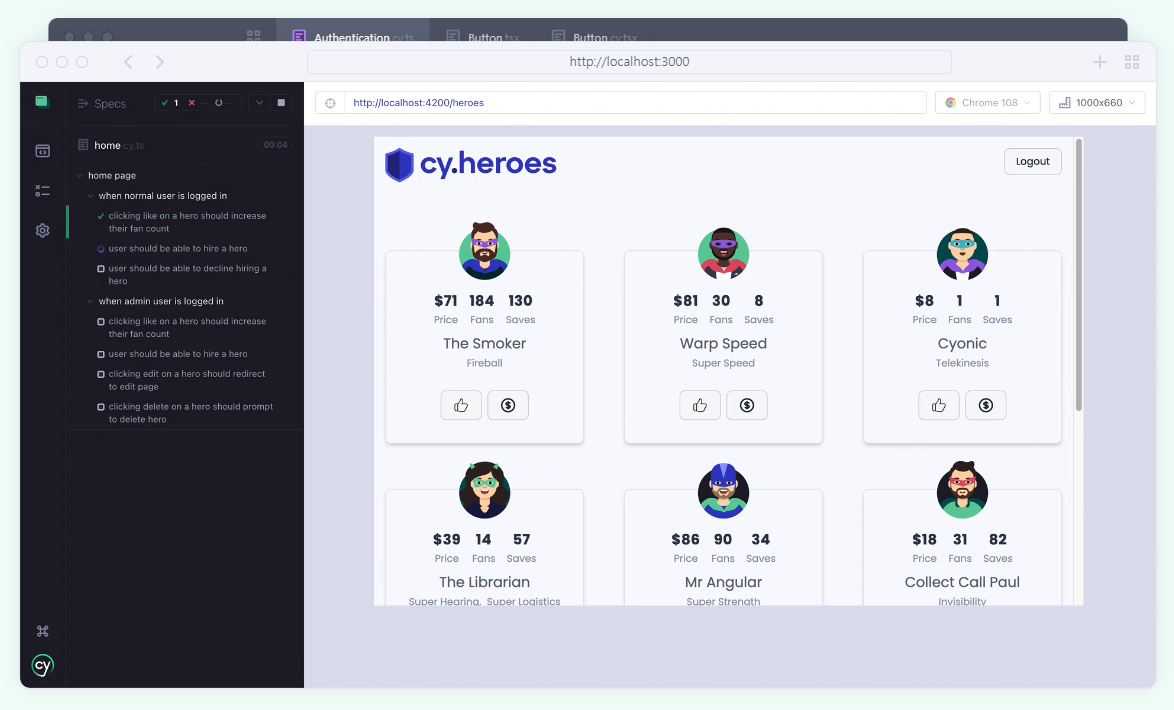 Authentication cy.ts
Button.tsx
Button.cy.tsx
http://localhost:3000
Specs
1
--
--
http://localhost:4200/heroes
Chrome 108
1000x660
home cy.ts
00:04
home page
when normal user is logged in
clicking like on a hero should increase
their fan count
user should be able to hire a hero
user should be able to decline hiring a
hero
when admin user is logged in
clicking like on a hero should increase
their fan count
user should be able to hire a hero
clicking edit on a hero should redirect
to edit page
clicking delete on a hero should prompt
to delete hero
cy
cy.heroes
Logout
$71 184 130
Price Fans Saves
The Smoker
Fireball
$81 30 8
Price Fans Saves
Warp Speed
Super Speed
$8 1 1
Price Fans Saves
Cyonic
Telekinesis
$39 14 57
Price Fans Saves
The Librarian
Super Hearing, Super Logistics
$86 90 34
Price Fans Saves
Mr Angular
Super Strength
$18 31 82
Price Fans Saves
Collect Call Paul
Invisibility